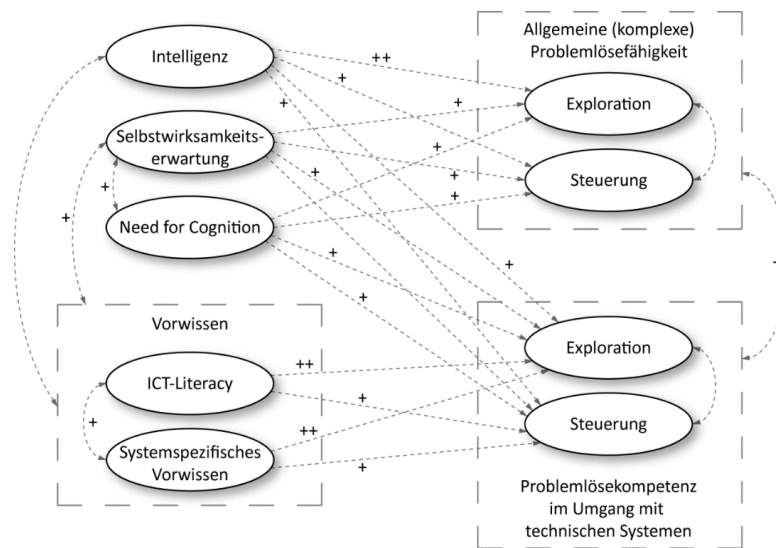 Allgemeine (komplexe)
Problemlösefähigkeit
Intelligenz
++
+
+
Exploration
+
Selbstwirksamkeits-
erwartung
+
+
+
Steuerung
+
+
+
Need for Cognition
+
+
+
+
Vorwissen
Exploration
++
ICT-Literacy
+
+
++
Steuerung
Systemspezifisches
Vorwissen
+
Problemlösekompetenz
im Umgang mit
technischen Systemen